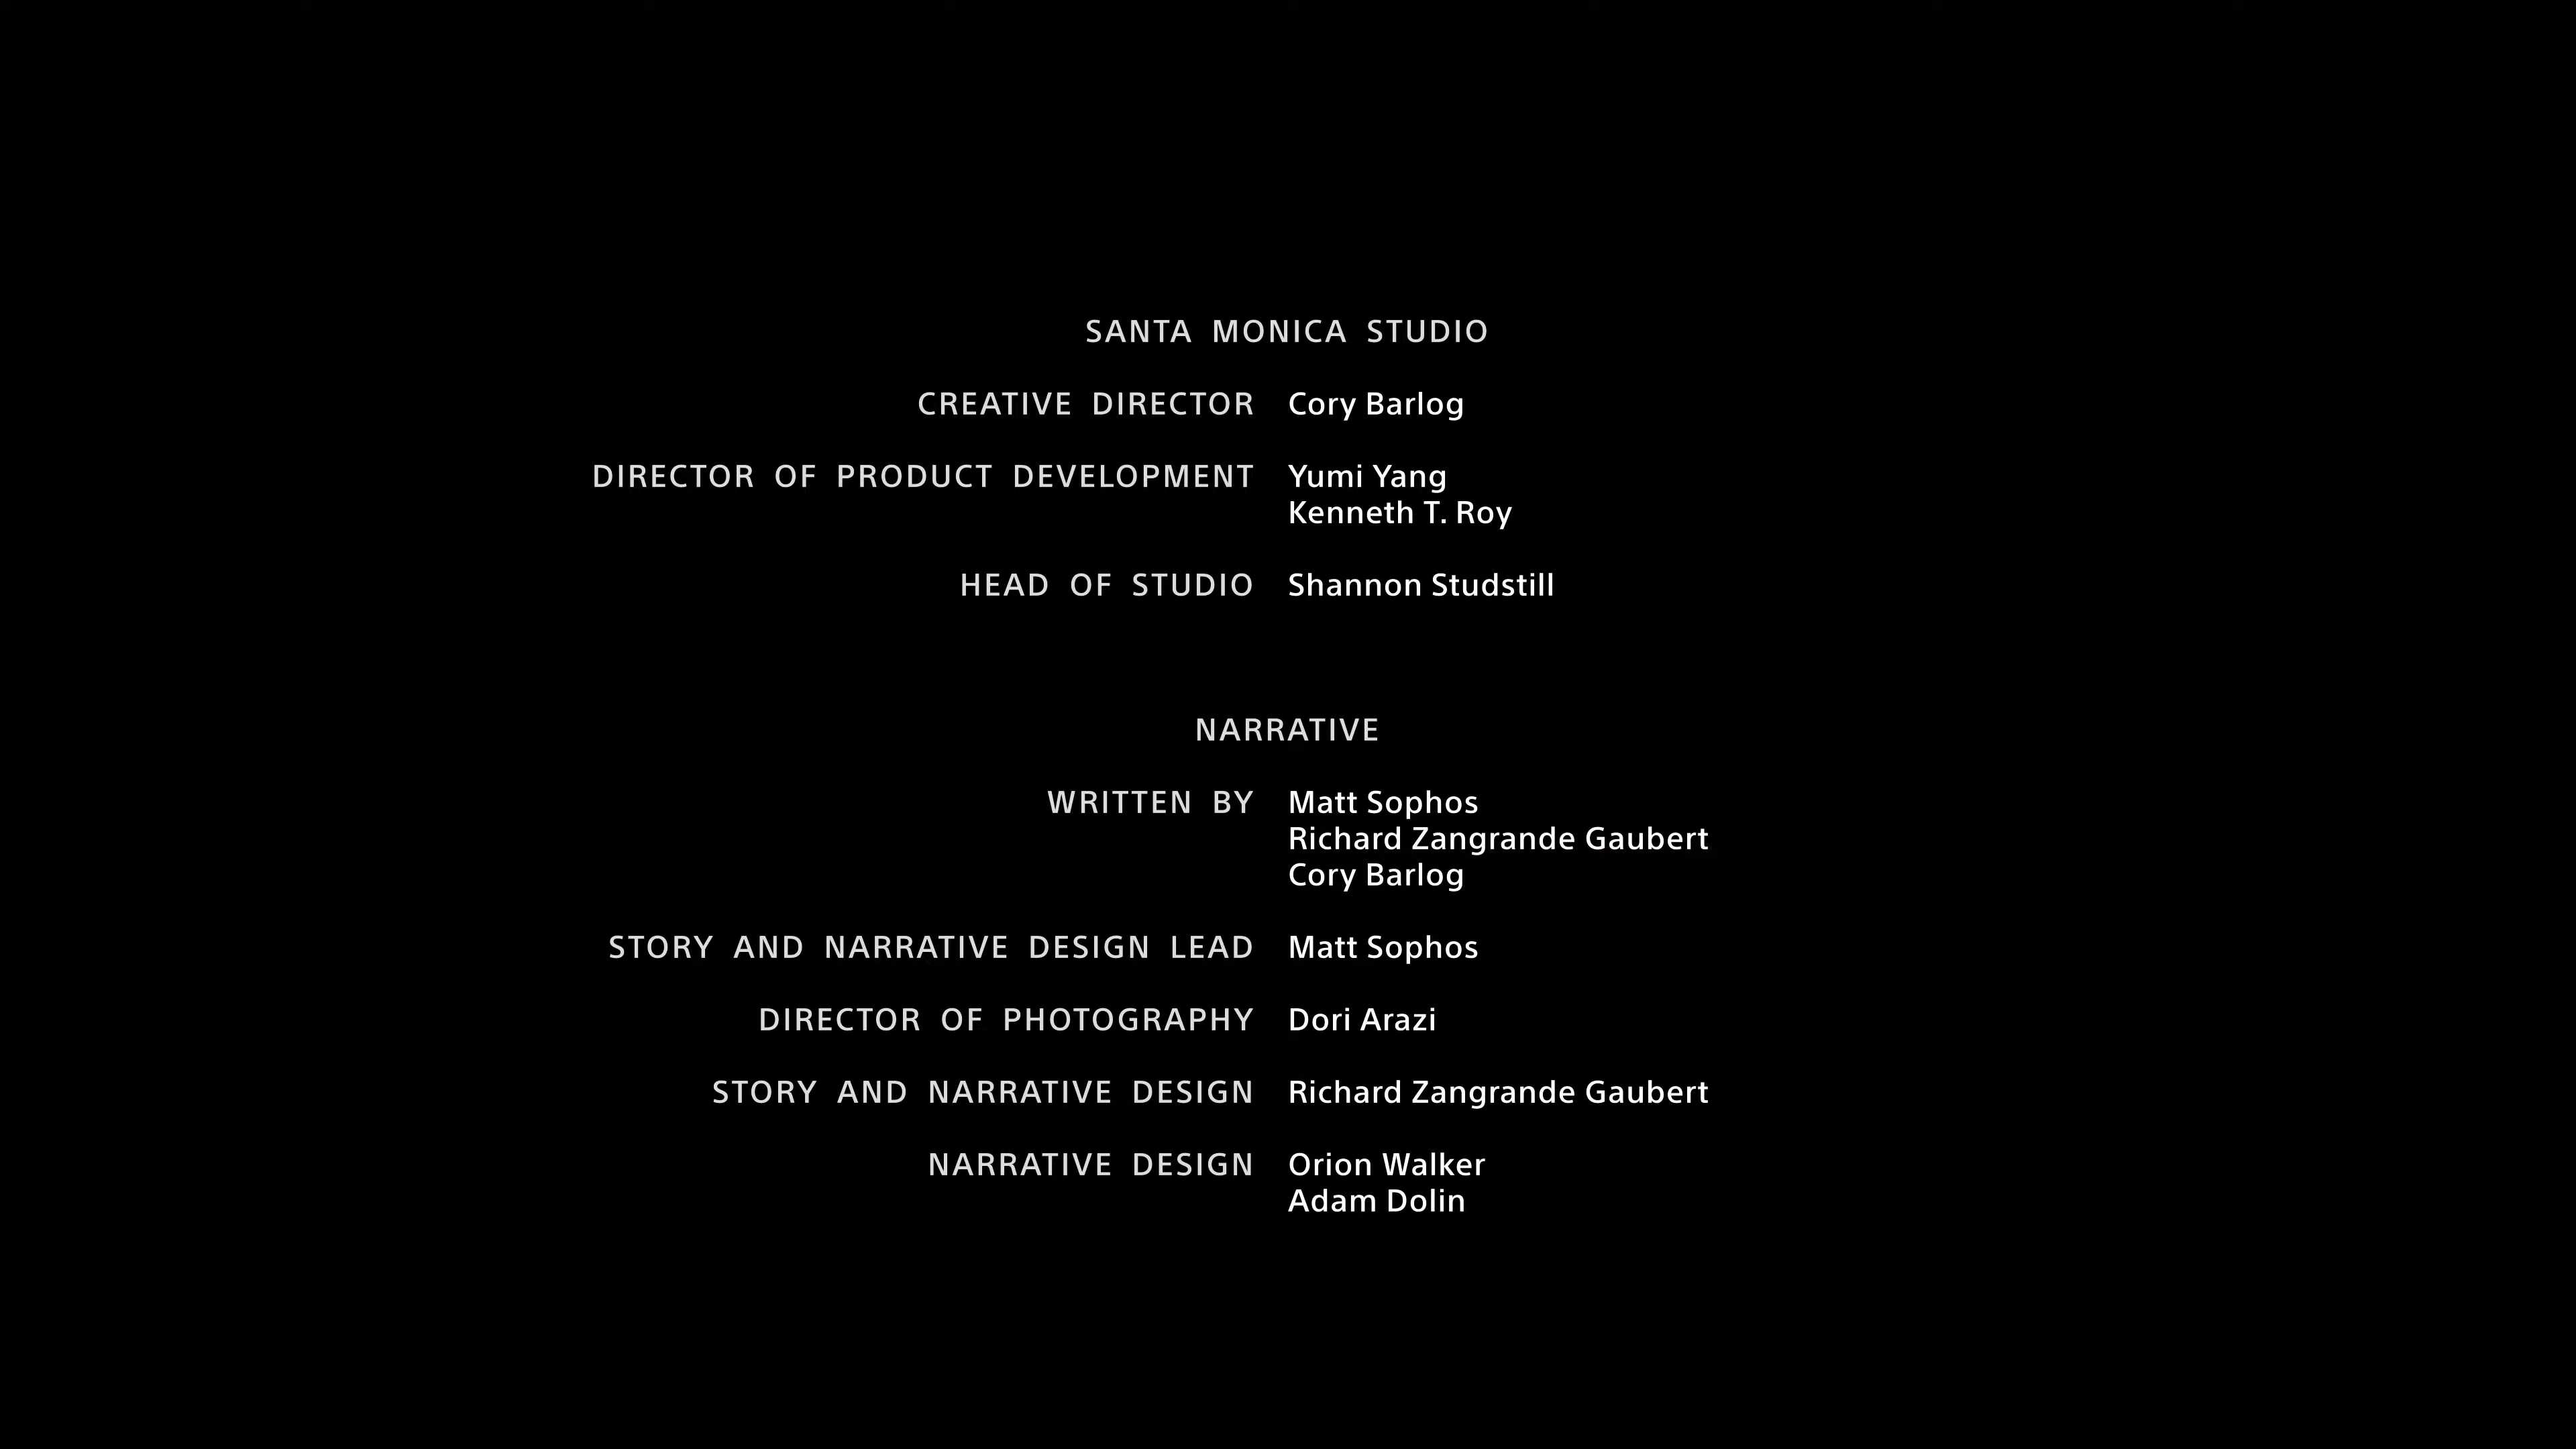 SANTA MONICA STUDIO
CREATIVE DIRECTOR Cory Barlog
DIRECTOR OF PRODUCT DEVELOPMENT Yumi Yang
Kenneth T. Roy
HEAD OF STUDIO Shannon Studstill
NARRATIVE
WRITTEN BY Matt Sophos
Richard Zangrande Gaubert
Cory Barlog
STORY AND NARRATIVE DESIGN LEAD Matt Sophos
DIRECTOR OF PHOTOGRAPHY Dori Arazi
STORY AND NARRATIVE DESIGN Richard Zangrande Gaubert
NARRATIVE DESIGN Orion Walker
Adam Dolin